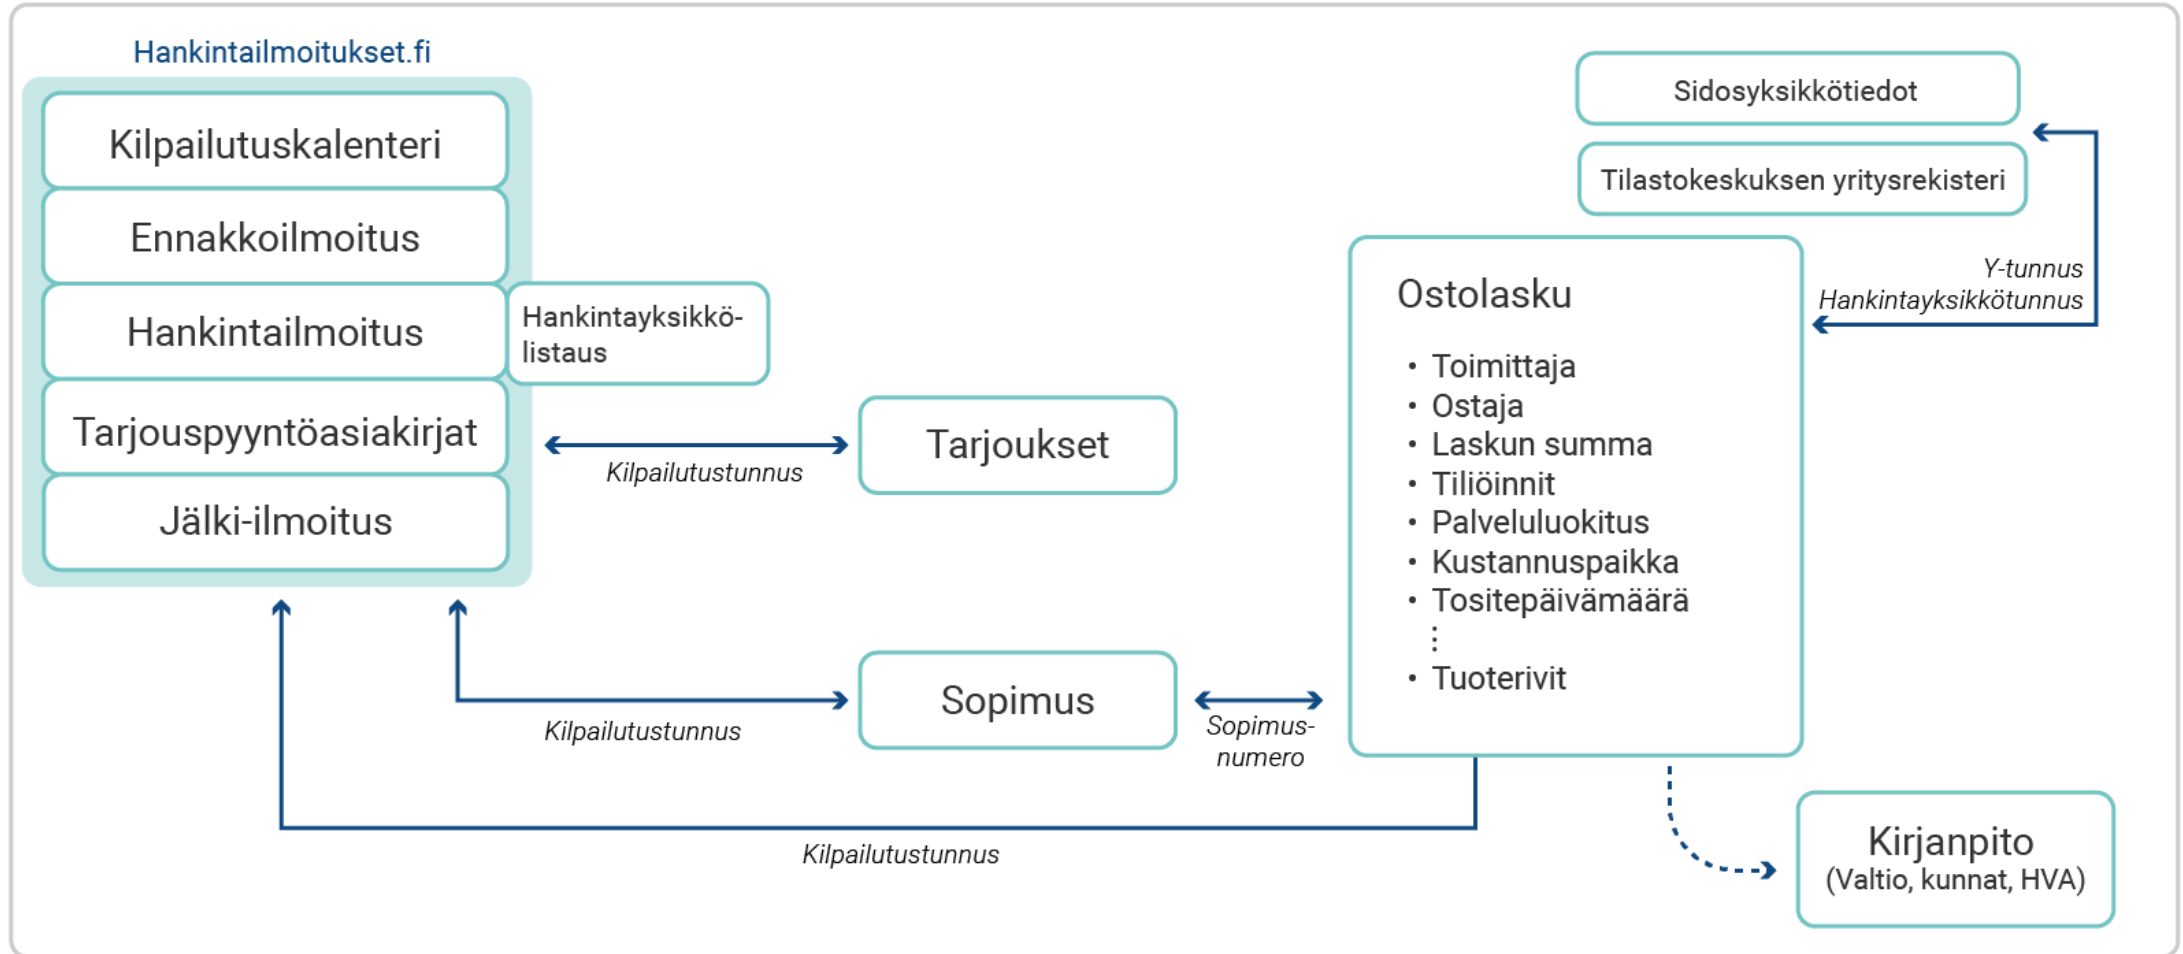 Hankintailmoitukset.fi
Kilpailutuskalenteri
Ennakkoilmoitus
Hankintailmoitus
Hankintayksikkö-
listaus
Tarjouspyyntöasiakirjat
Jälki-ilmoitus
Kilpailutustunnus
Tarjoukset
Kilpailutustunnus
Sopimus
Sopimus-
numero
Kilpailutustunnus
Sidosyksikkötiedot
Tilastokeskuksen yritysrekisteri
Y-tunnus
Hankintayksikkötunnus
Ostolasku
• Toimittaja
• Ostaja
• Laskun summa
• Tiliöinnit
• Palveluluokitus
• Kustannuspaikka
• Tositepäivämäärä
⋮
• Tuoterivit
Kirjanpito
(Valtio, kunnat, HVA)